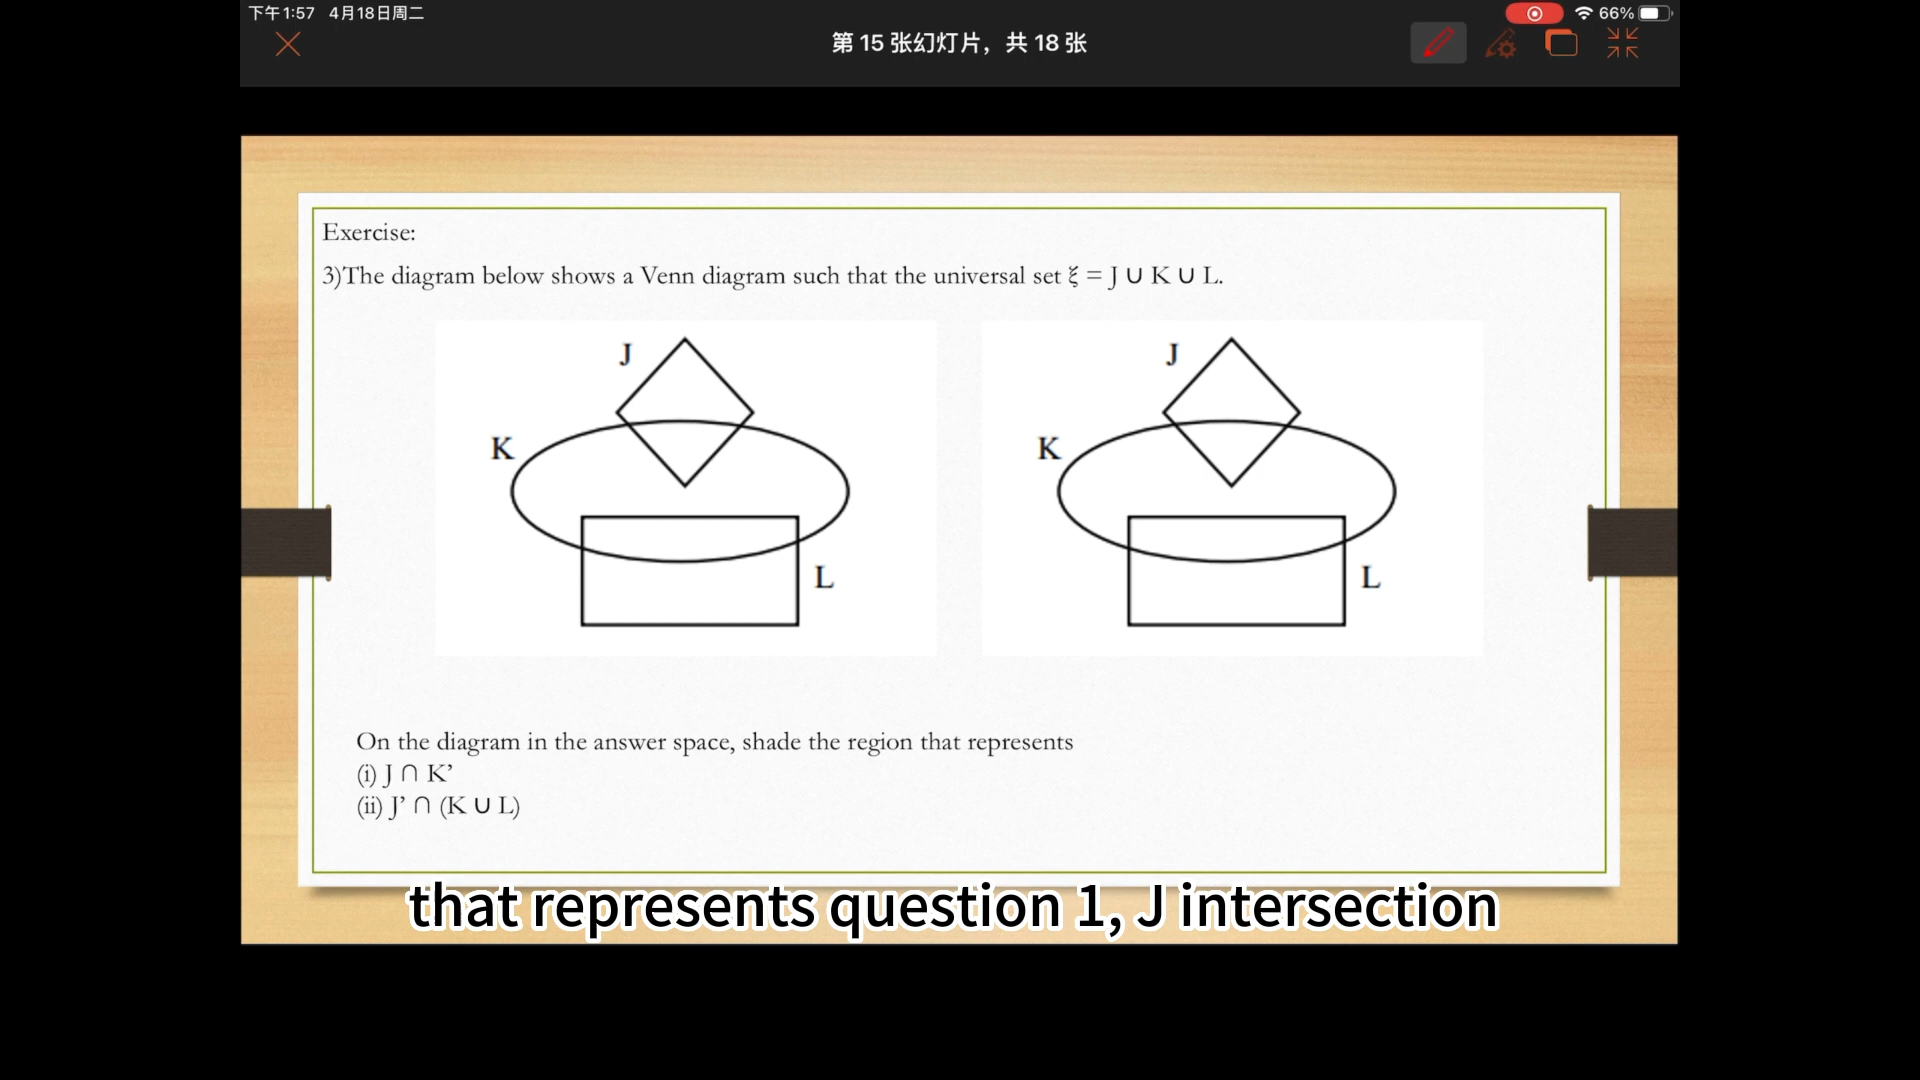 下午1:57 4月18日周二
66%
第 15 张幻灯片，共 18 张
Exercise:
3)The diagram below shows a Venn diagram such that the universal set ξ = J ∪ K ∪ L.
J
K
L
J
K
L
On the diagram in the answer space, shade the region that represents
(i) J ∩ K’
(ii) J’ ∩ (K ∪ L)
that represents question 1, J intersection